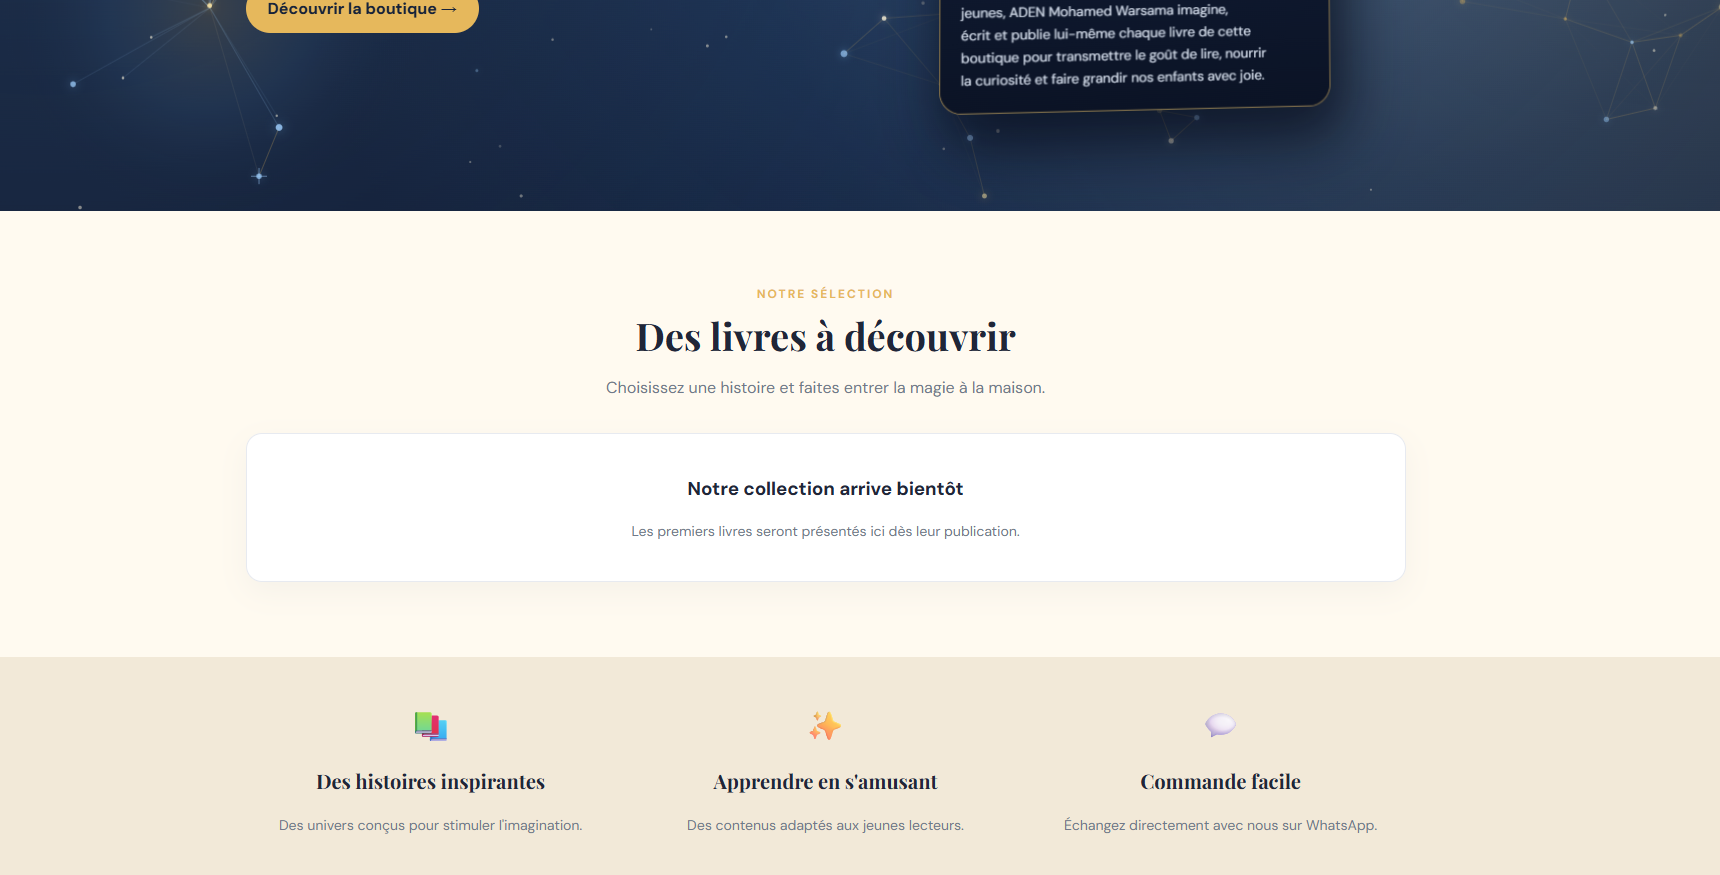 Découvrir la boutique →
jeunes, ADEN Mohamed Warsama imagine,
écrit et publie lui-même chaque livre de cette
boutique pour transmettre le goût de lire, nourrir
la curiosité et faire grandir nos enfants avec joie.
NOTRE SÉLECTION
Des livres à découvrir
Choisissez une histoire et faites entrer la magie à la maison.
Notre collection arrive bientôt
Les premiers livres seront présentés ici dès leur publication.
Des histoires inspirantes
Des univers conçus pour stimuler l'imagination.
Apprendre en s'amusant
Des contenus adaptés aux jeunes lecteurs.
Commande facile
Échangez directement avec nous sur WhatsApp.